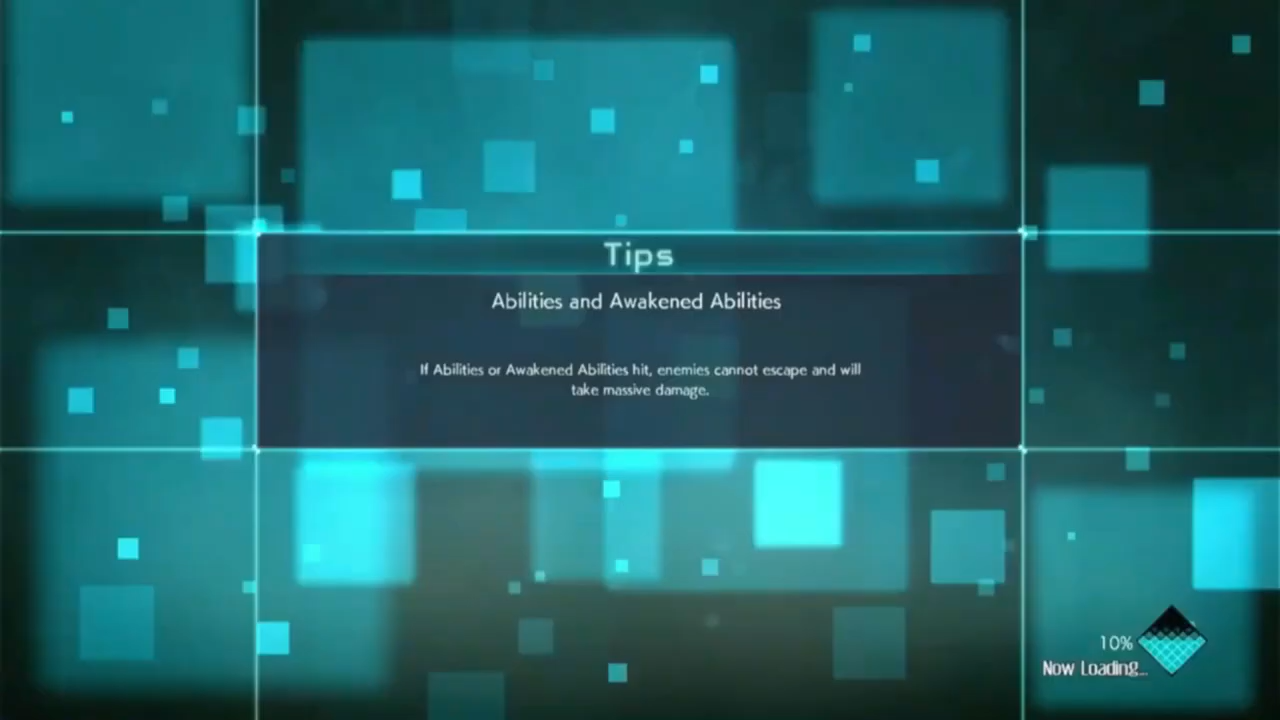 Tips
Abilities and Awakened Abilities
If Abilities or Awakened Abilities hit, enemies cannot escape and will
take massive damage.
10%
Now Loading...